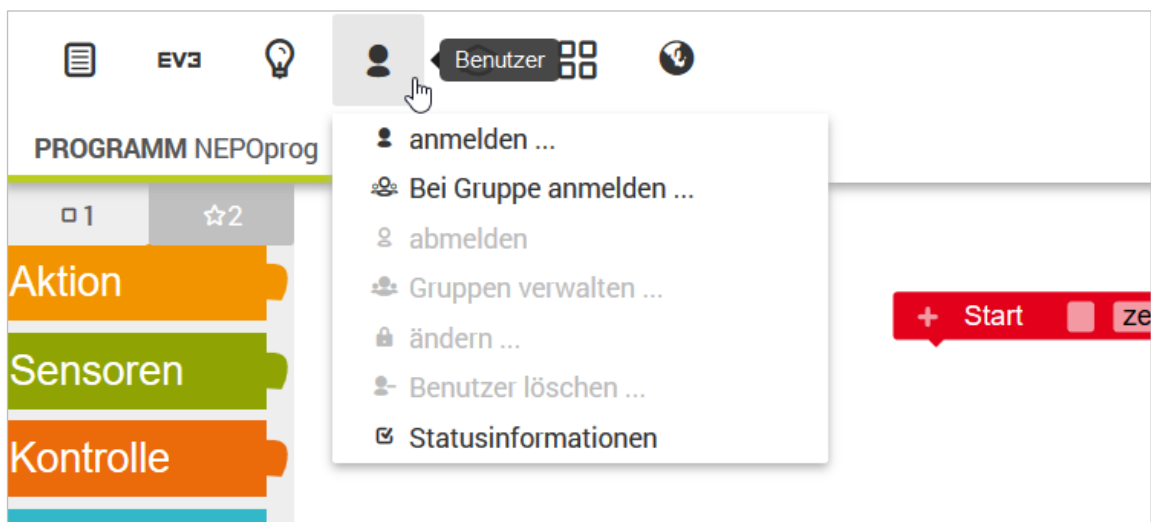 EV3
Benutzer
PROGRAMM NEPOprog
1
2
anmelden ...
Bei Gruppe anmelden ...
abmelden
Gruppen verwalten ...
ändern ...
Benutzer löschen ...
Statusinformationen
Aktion
Sensoren
Kontrolle
+ Start
ze